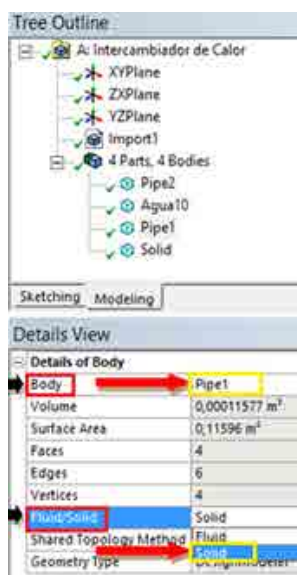 Tree Outline
A: Intercambiador de Calor
XYPlane
ZXPlane
YZPlane
Import1
4 Parts, 4 Bodies
Pipe2
Agua10
Pipe1
Solid
Sketching Modeling
Details View
Details of Body
Body Pipe1
Volume 0,00011577 m³
Surface Area 0,11596 m²
Faces 4
Edges 6
Vertices 4
Fluid/Solid Solid
Shared Topology Method Fluid
Solid
Geometry Type DesignModeler